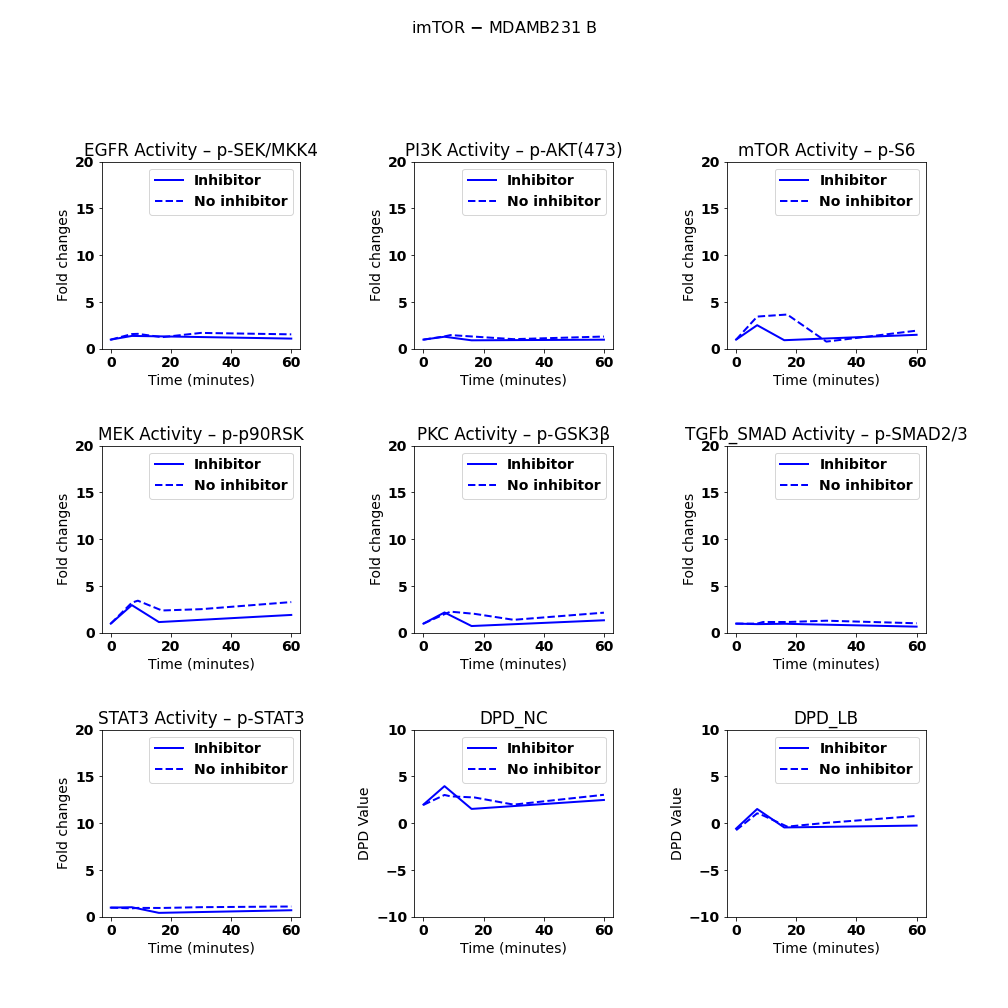 imTOR − MDAMB231 B
EGFR Activity – p-SEK/MKK4
20
15
10
5
0
Fold changes
Inhibitor
No inhibitor
0 20 40 60
Time (minutes)
PI3K Activity – p-AKT(473)
20
15
10
5
0
Fold changes
Inhibitor
No inhibitor
0 20 40 60
Time (minutes)
mTOR Activity – p-S6
20
15
10
5
0
Fold changes
Inhibitor
No inhibitor
0 20 40 60
Time (minutes)
MEK Activity – p-p90RSK
20
15
10
5
0
Fold changes
Inhibitor
No inhibitor
0 20 40 60
Time (minutes)
PKC Activity – p-GSK3β
20
15
10
5
0
Fold changes
Inhibitor
No inhibitor
0 20 40 60
Time (minutes)
TGFb_SMAD Activity – p-SMAD2/3
20
15
10
5
0
Fold changes
Inhibitor
No inhibitor
0 20 40 60
Time (minutes)
STAT3 Activity – p-STAT3
20
15
10
5
0
Fold changes
Inhibitor
No inhibitor
0 20 40 60
Time (minutes)
DPD_NC
10
5
0
−5
−10
DPD Value
Inhibitor
No inhibitor
0 20 40 60
Time (minutes)
DPD_LB
10
5
0
−5
−10
DPD Value
Inhibitor
No inhibitor
0 20 40 60
Time (minutes)